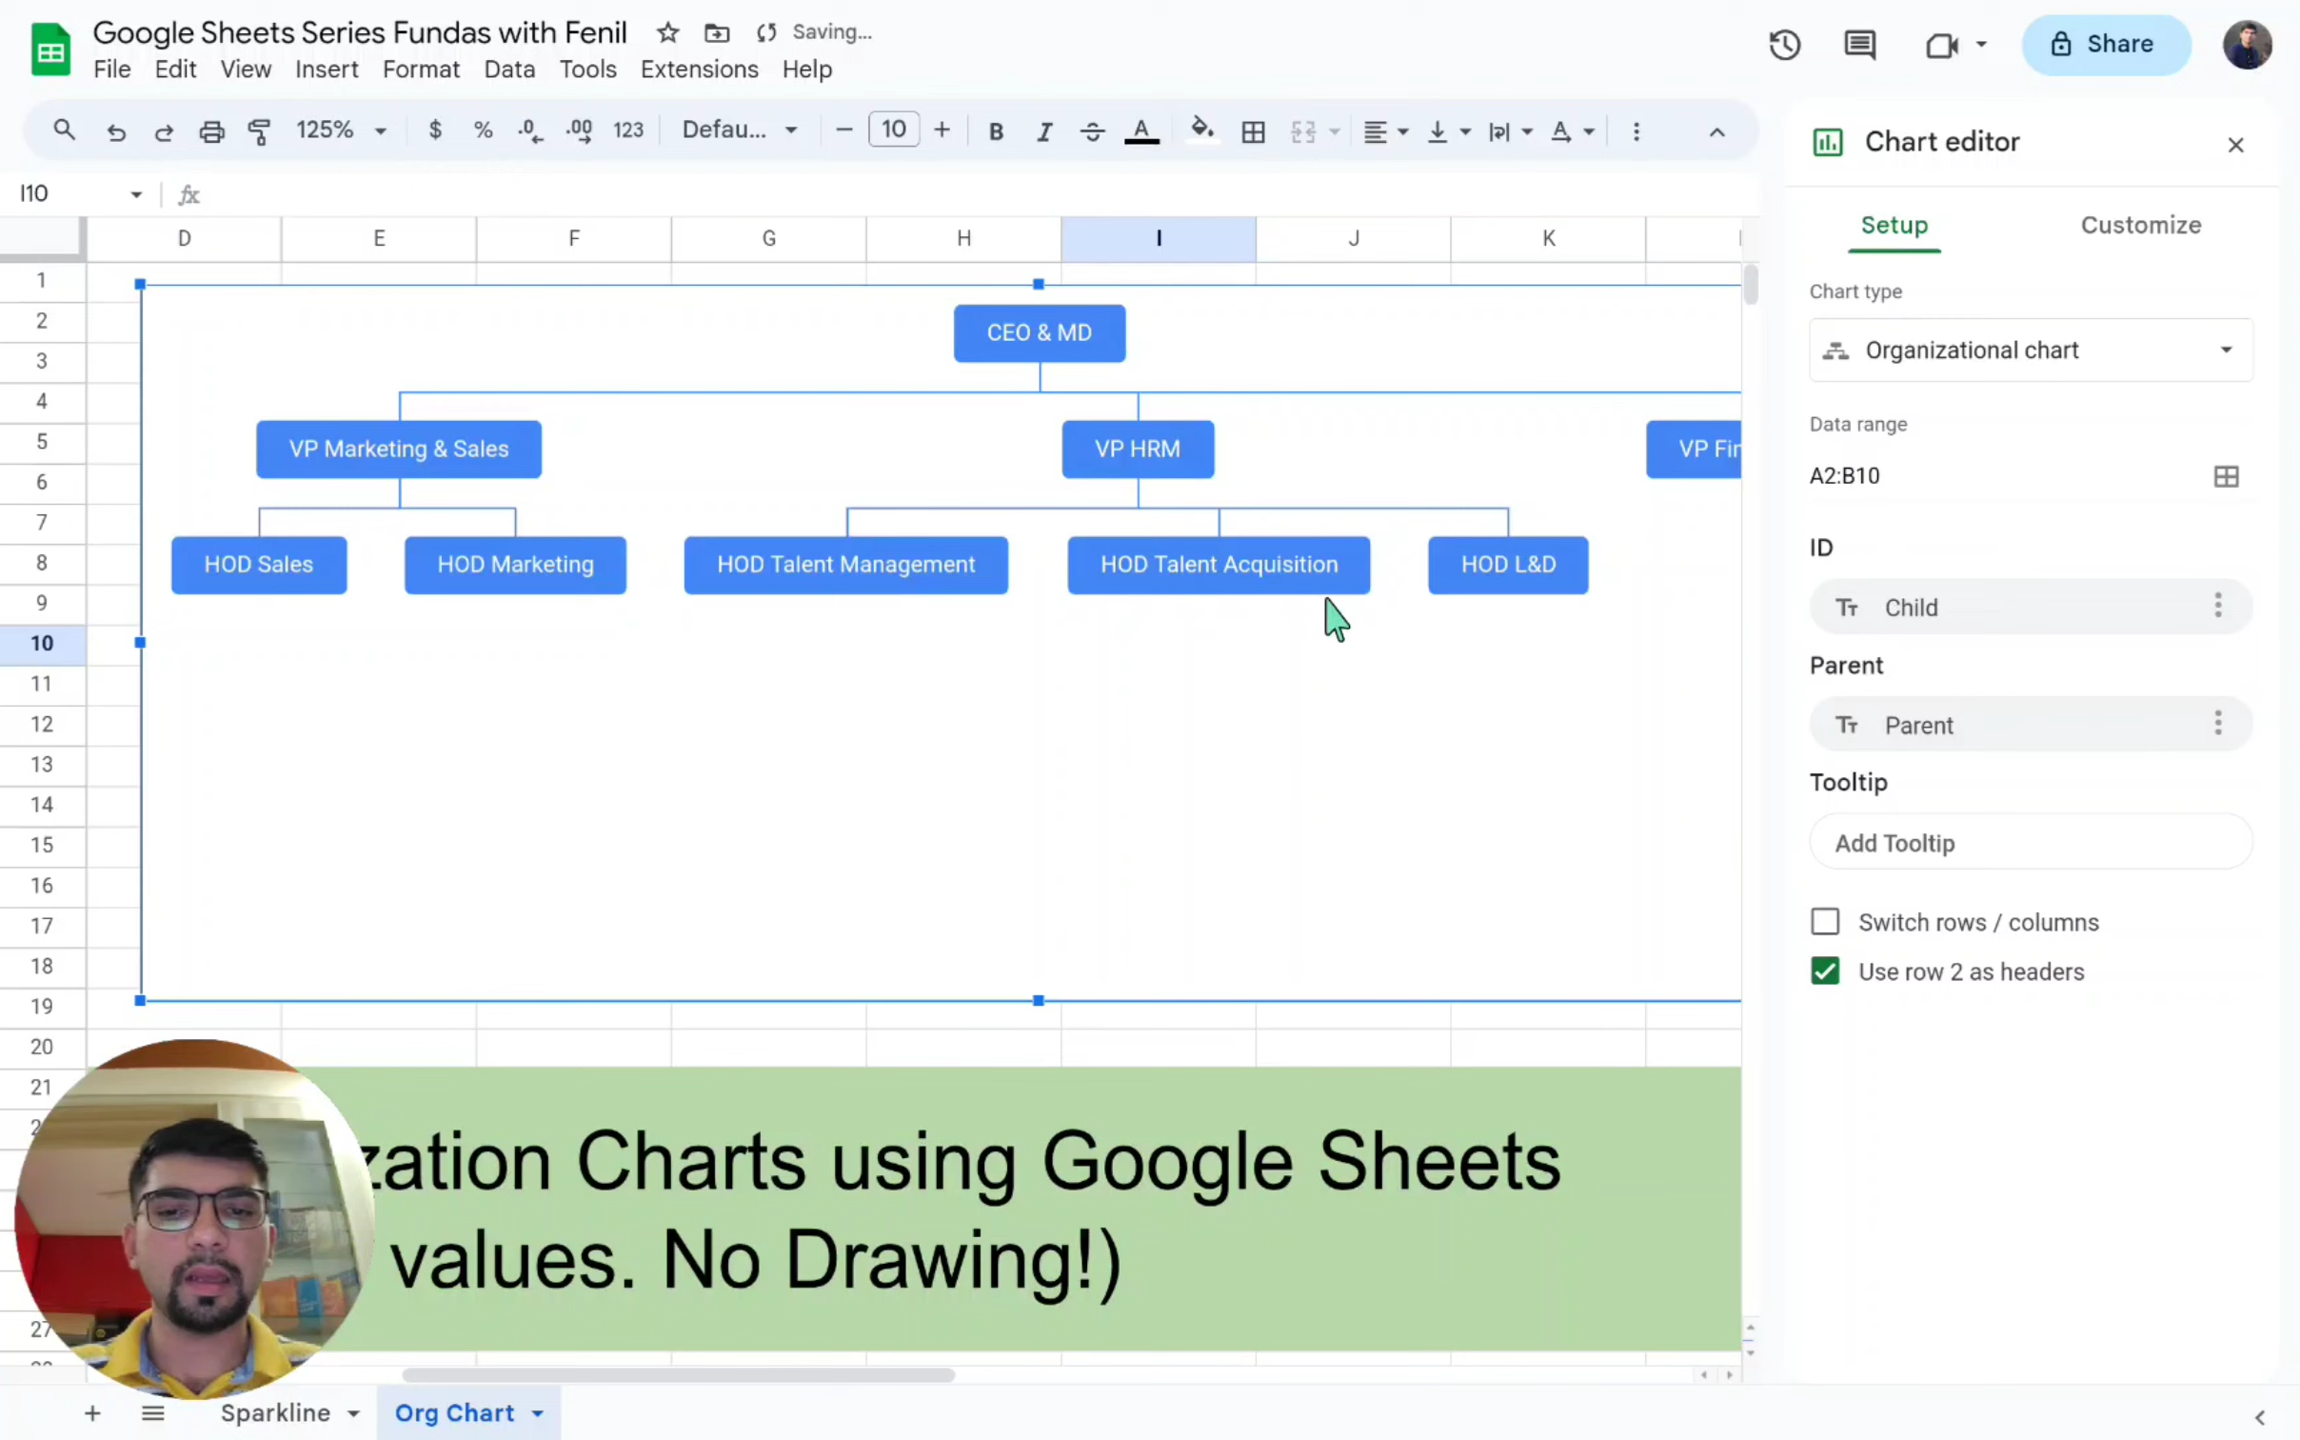 Google Sheets Series Fundas with Fenil
Saving...
File Edit View Insert Format Data Tools Extensions Help
Share
125% $ % .0 .00 123 Defau... 10 B I A
I10
fx
D E F G H I J K
1
2
3
4
5
6
7
8
9
10
11
12
13
14
15
16
17
18
19
20
21
27
CEO & MD
VP Marketing & Sales
VP HRM
VP Fin
HOD Sales
HOD Marketing
HOD Talent Management
HOD Talent Acquisition
HOD L&D
zation Charts using Google Sheets
values. No Drawing!)
Chart editor
Setup Customize
Chart type
Organizational chart
Data range
A2:B10
ID
Tт Child
Parent
Tт Parent
Tooltip
Add Tooltip
Switch rows / columns
Use row 2 as headers
Sparkline
Org Chart